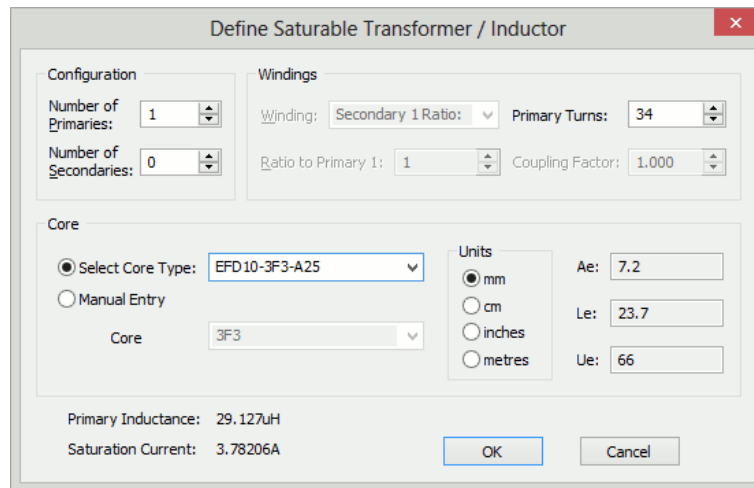 Define Saturable Transformer / Inductor
Configuration
Number of
Primaries:
1
Number of
Secondaries:
0
Windings
Winding:
Secondary 1 Ratio:
Primary Turns:
34
Ratio to Primary 1:
1
Coupling Factor:
1.000
Core
Select Core Type:
EFD10-3F3-A25
Manual Entry
Core
3F3
Units
mm
cm
inches
metres
Ae:
7.2
Le:
23.7
Ue:
66
Primary Inductance: 29.127uH
Saturation Current: 3.78206A
OK
Cancel